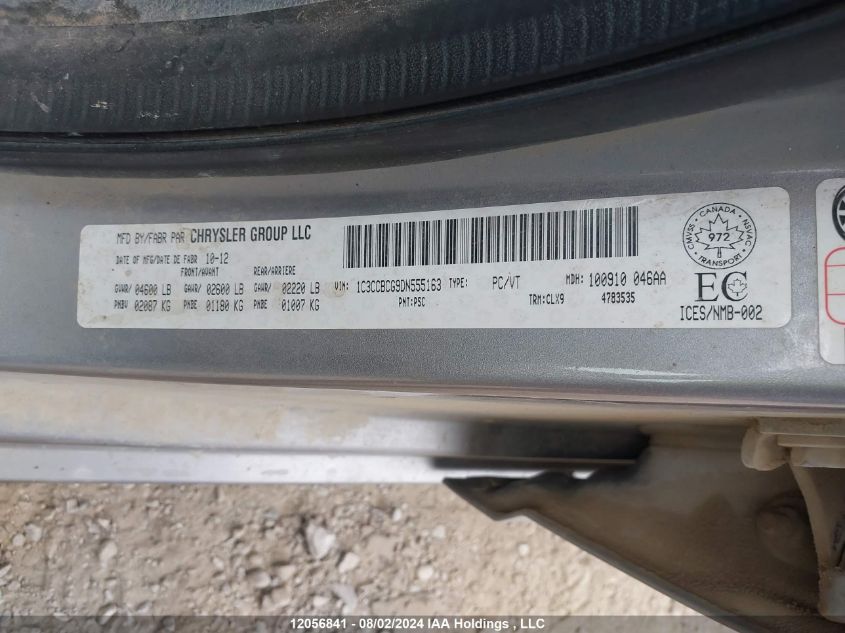 MFD BY/FABR PAR CHRYSLER GROUP LLC
DATE OF MFG/DATE DE FABR 10-12
FRONT/AVANT REAR/ARRIERE
GVWR/ 04600 LB GAWR/ 02600 LB GAWR/ 02220 LB
PNBV 02087 KG PNBE 01180 KG PNBE 01007 KG
VIN: 1C3CCBCG9DN555163 TYPE: PC/VT MDH: 100910 046AA
PNT:PSC TRM:CLX9 4783535
CANADA
CMVSS 972 NSVAC
TRANSPORT
EC
ICES/NMB-002
12056841 - 08/02/2024 IAA Holdings , LLC